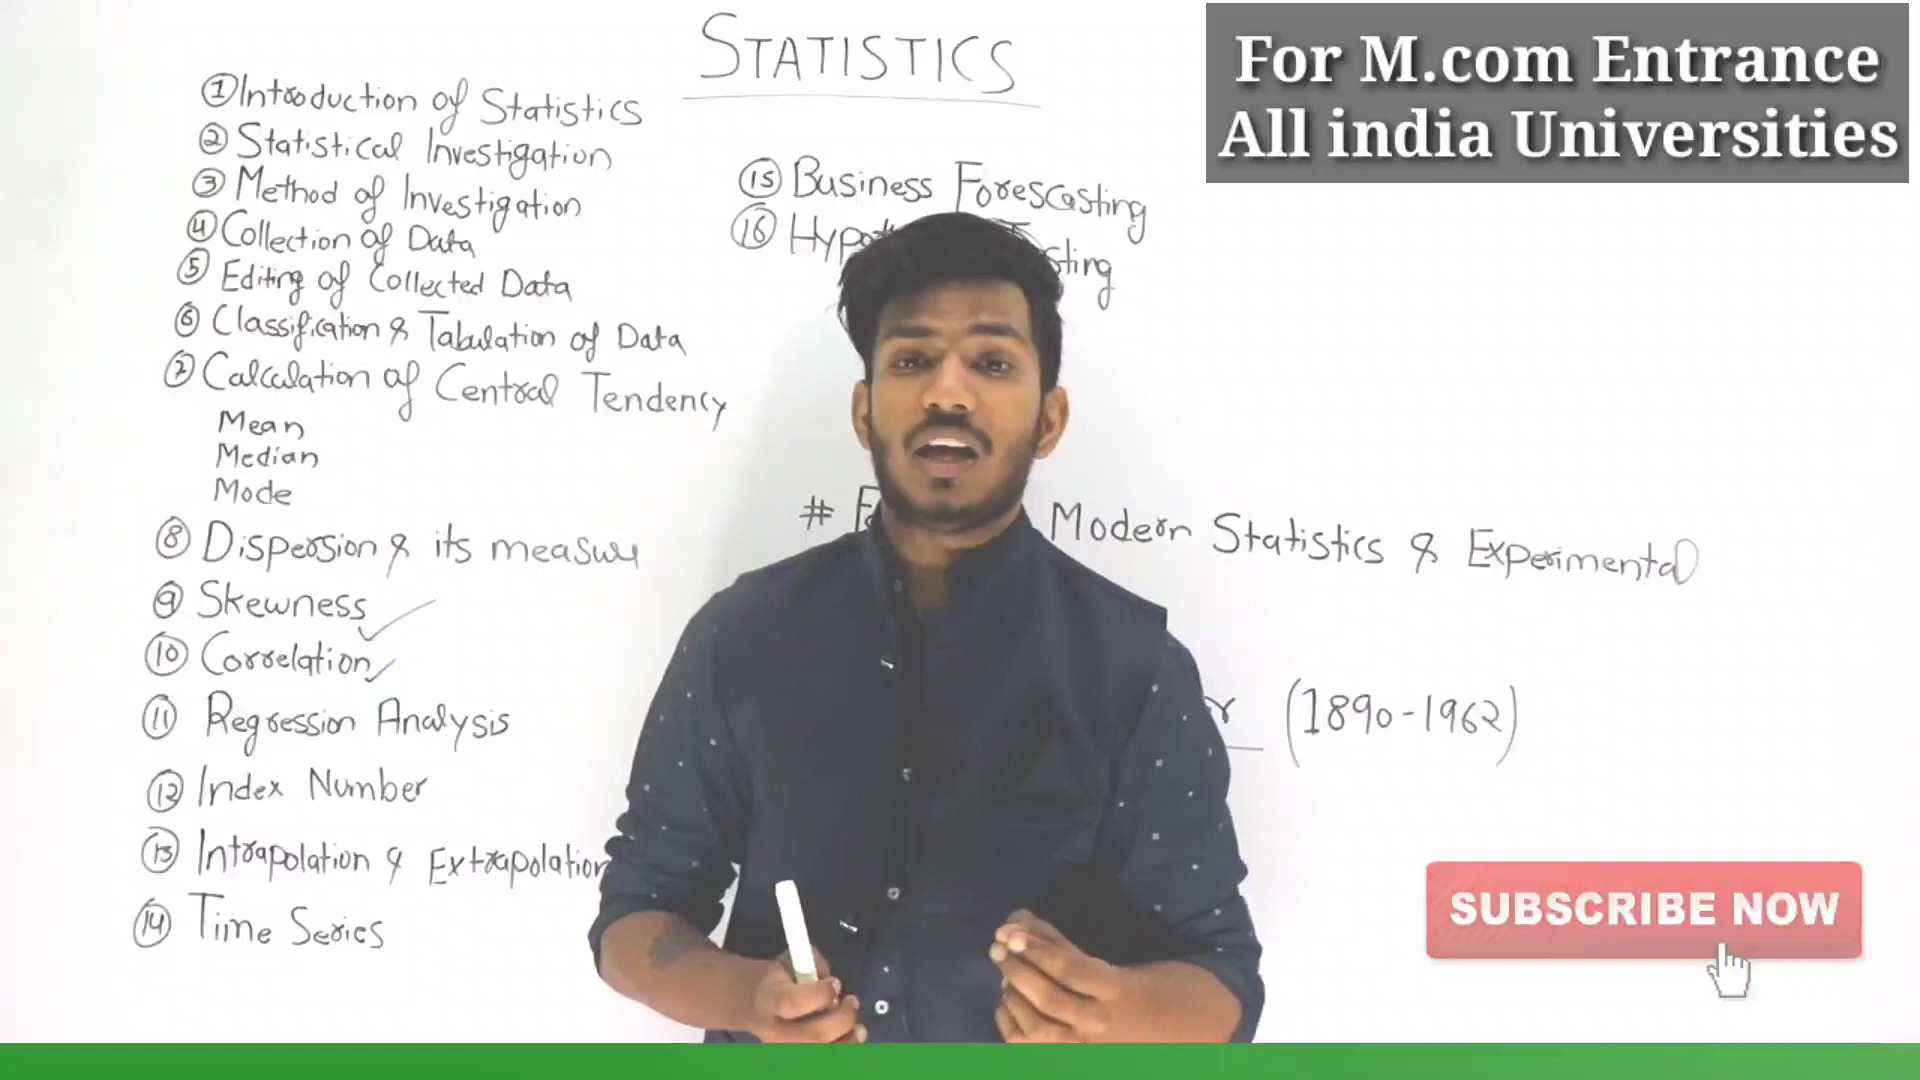 STATISTICS
For M.com Entrance
All india Universities
① Introduction of Statistics
② Statistical Investigation
③ Method of Investigation
④ Collection of Data
⑤ Editing of Collected Data
⑥ Classification & Tabulation of Data
⑦ Calculation of Central Tendency
Mean
Median
Mode
⑧ Dispersion & its measure
⑨ Skewness
⑩ Correlation
⑪ Regression Analysis
⑫ Index Number
⑬ Intrapolation & Extrapolation
⑭ Time Series
⑮ Business Forescasting
⑯
# Modern Statistics & Experimental
(1890-1962)
SUBSCRIBE NOW